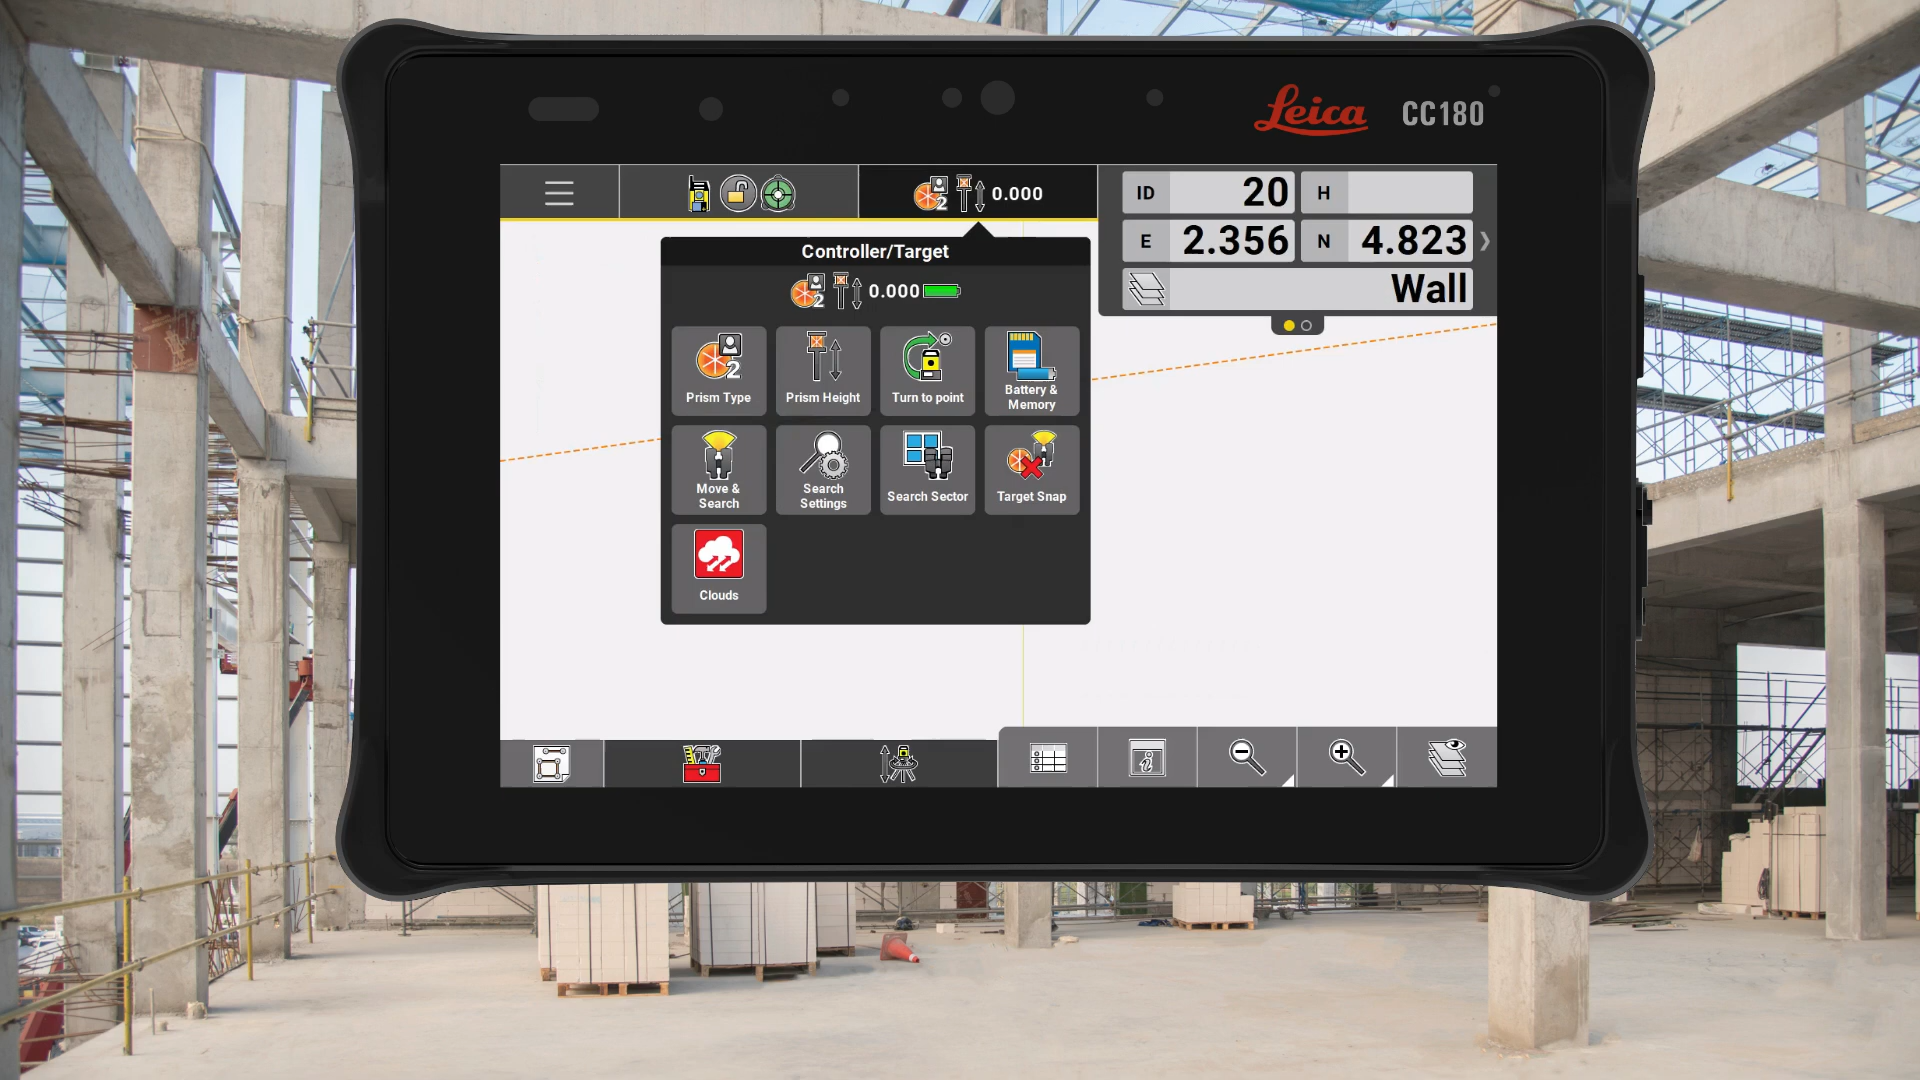 Leica CC180
0.000
ID 20 H
E 2.356 N 4.823
Wall
Controller/Target
2 0.000
Prism Type
Prism Height
Turn to point
Battery &
Memory
Move &
Search
Search
Settings
Search Sector
Target Snap
Clouds